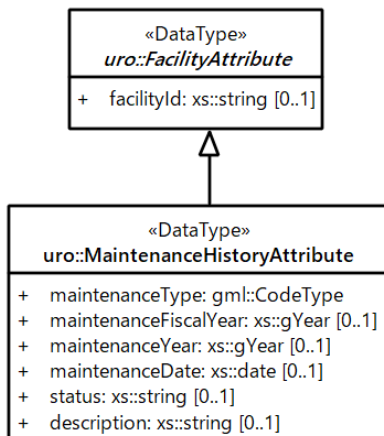 «DataType»
uro::FacilityAttribute
+ facilityId: xs::string [0..1]
«DataType»
uro::MaintenanceHistoryAttribute
+ maintenanceType: gml::CodeType
+ maintenanceFiscalYear: xs::gYear [0..1]
+ maintenanceYear: xs::gYear [0..1]
+ maintenanceDate: xs::date [0..1]
+ status: xs::string [0..1]
+ description: xs::string [0..1]